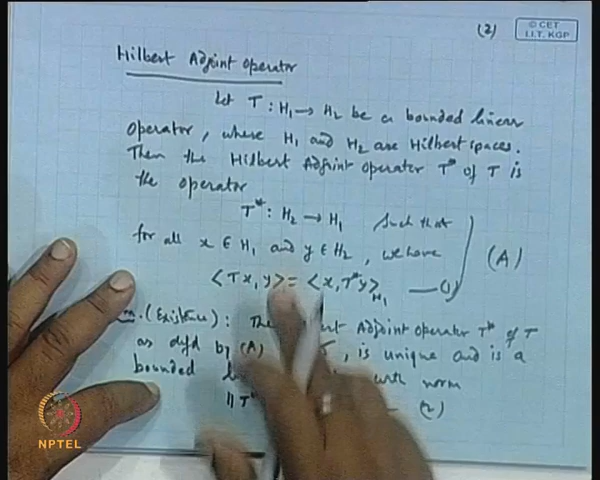 (2)
© CET
I.I.T. KGP
Hilbert Adjoint Operator
Let T : H₁ → H₂ be a bounded linear
operator, where H₁ and H₂ are Hilbert spaces.
Then the Hilbert Adjoint operator T* of T is
the operator
T* : H₂ → H₁ such that
for all x ∈ H₁ and y ∈ H₂, we have (A)
⟨Tx, y⟩ = ⟨x, T*y⟩_H₁ —(1)
(Existence) : The Adjoint Operator T* of T
as dfd by (A) , is unique and is a
bounded with norm
‖T* (2)
NPTEL